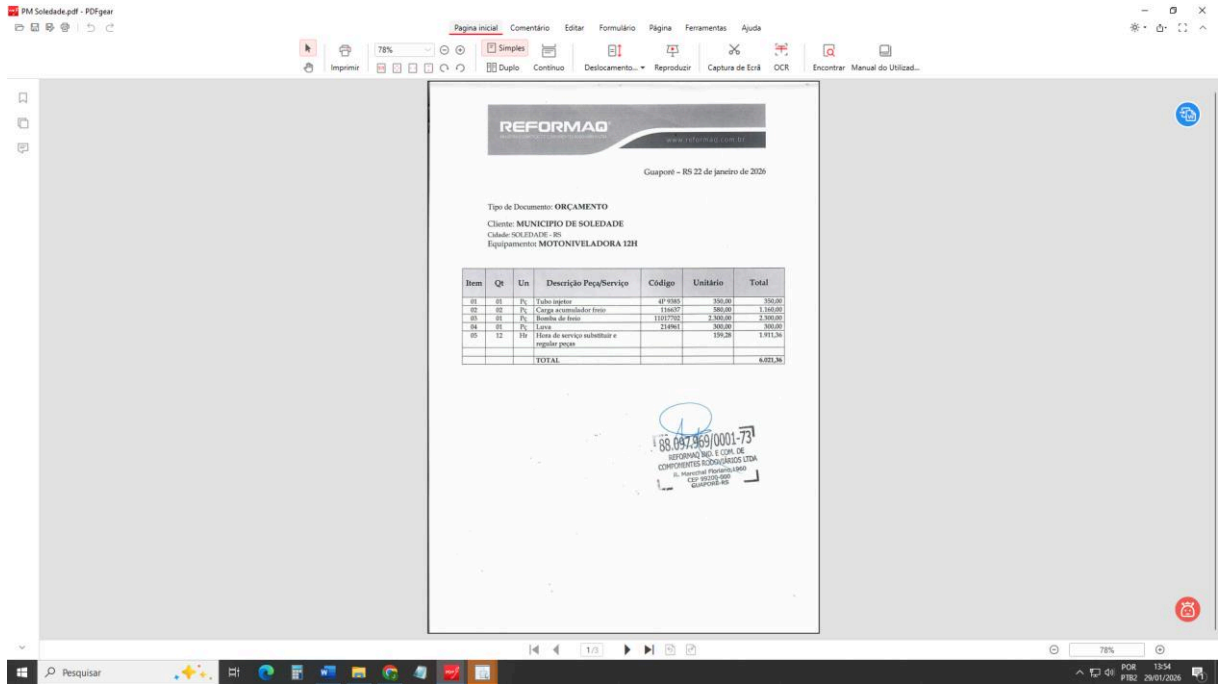 PM Soledade.pdf - PDFgear
Pagina inicial Comentário Editar Formulário Página Ferramentas Ajuda
78% Simples
Imprimir Duplo Contínuo Deslocamento... Reproduzir Captura de Ecrã OCR Encontrar Manual do Utilizad...
REFORMAQ
www.reformaq.com.br
Guaporé – RS 22 de janeiro de 2026
Tipo de Documento: ORÇAMENTO
Cliente: MUNICIPIO DE SOLEDADE
Cidade: SOLEDADE - RS
Equipamento: MOTONIVELADORA 12H
Item Qt Un Descrição Peça/Serviço Código Unitário Total
01 01 Pç Tubo injetor 4P 9385 350,00 350,00
02 02 Pç Carga acumulador freio 116637 580,00 1.160,00
03 01 Pç Bomba de freio 11017702 2.300,00 2.300,00
04 01 Pç Luva 214961 300,00 300,00
05 12 Hr Hora de serviço substituir e 159,28 1.911,36
regular peças
TOTAL 6.021,36
88.097.969/0001-73
REFORMAQ IND. E COM. DE
COMPONENTES RODOVIÁRIOS LTDA
Marechal Floriano, 1960
CEP 99200-000
GUAPORÉ-RS
1/3
78%
Pesquisar
POR 13:54
PTB2 29/01/2026